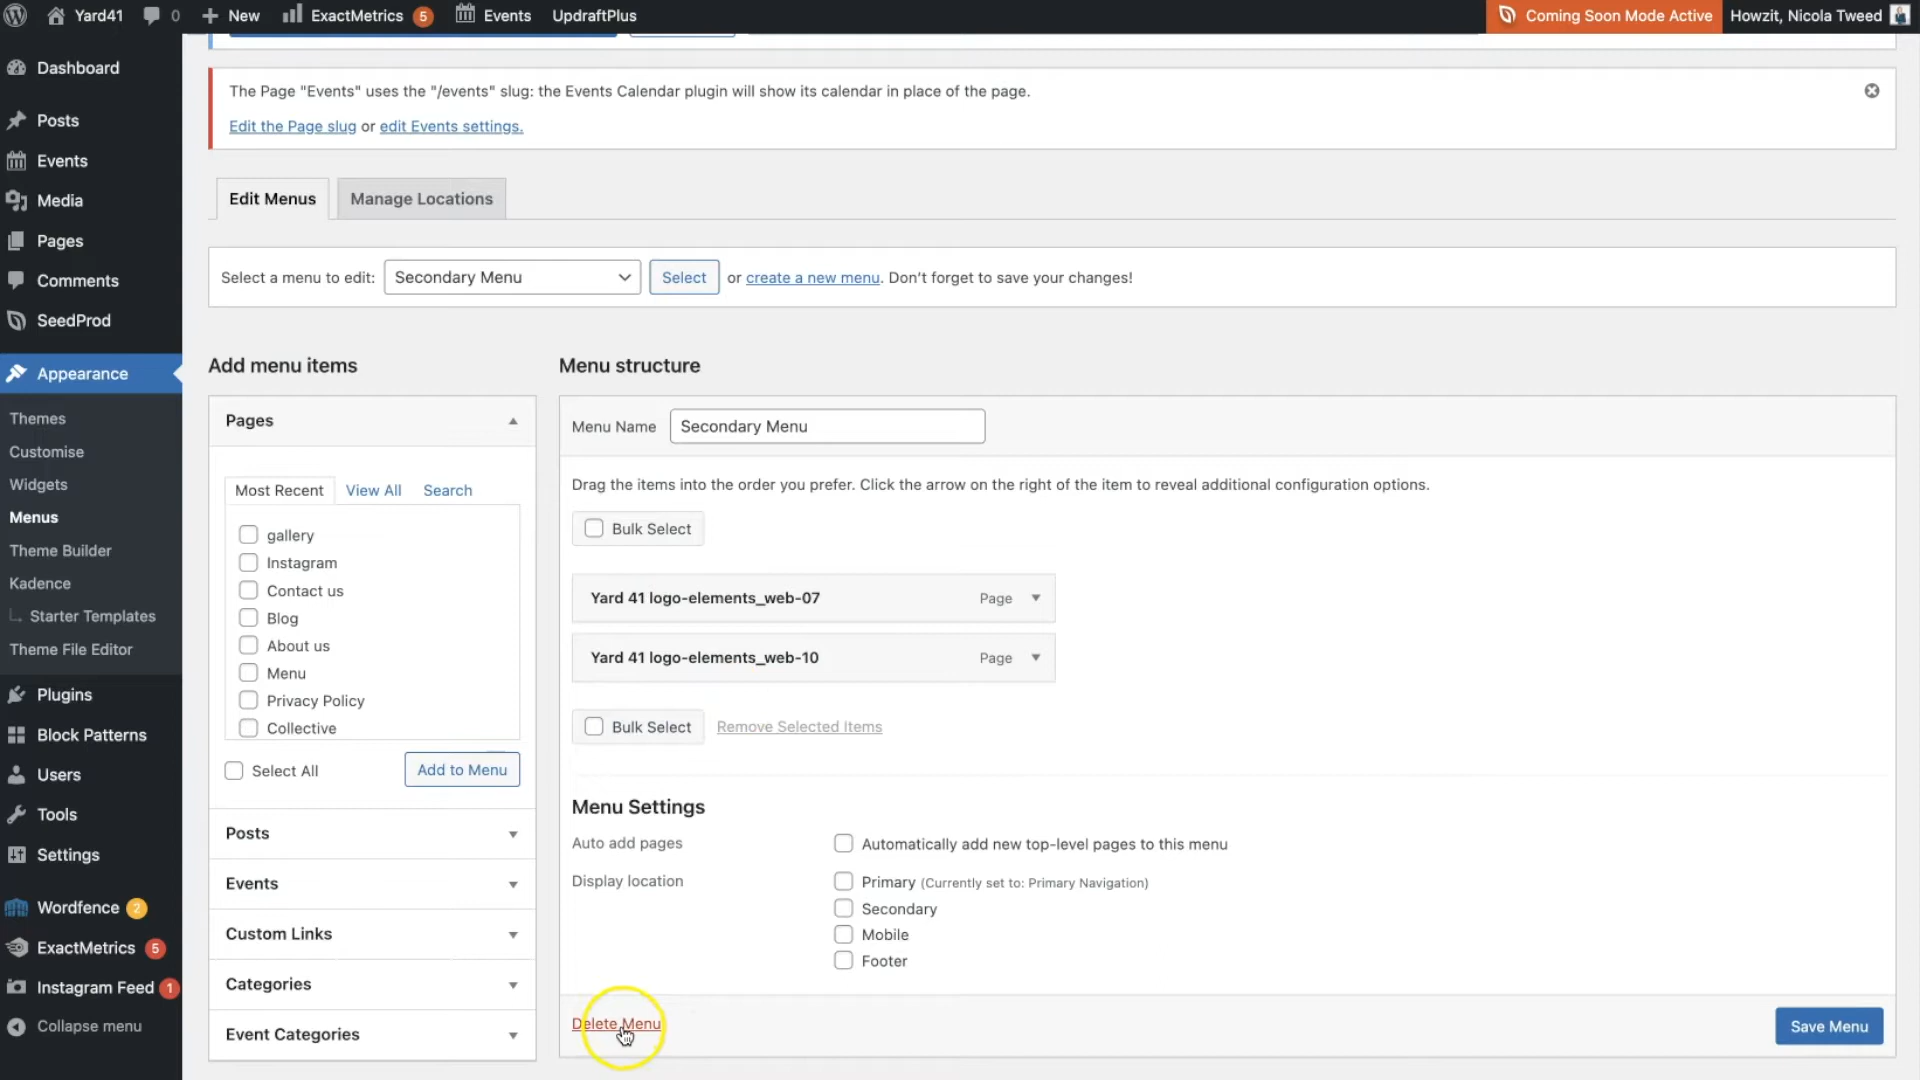 Yard41 0 New ExactMetrics 5 Events UpdraftPlus Coming Soon Mode Active Howzit, Nicola Tweed
Dashboard
Posts
Events
Media
Pages
Comments
SeedProd
Appearance
Themes
Customise
Widgets
Menus
Theme Builder
Kadence
Starter Templates
Theme File Editor
Plugins
Block Patterns
Users
Tools
Settings
Wordfence 2
ExactMetrics 5
Instagram Feed 1
Collapse menu
The Page "Events" uses the "/events" slug: the Events Calendar plugin will show its calendar in place of the page.
Edit the Page slug or edit Events settings.
Edit Menus Manage Locations
Select a menu to edit: Secondary Menu Select or create a new menu. Don’t forget to save your changes!
Add menu items
Pages
Most Recent View All Search
gallery
Instagram
Contact us
Blog
About us
Menu
Privacy Policy
Collective
Select All Add to Menu
Posts
Events
Custom Links
Categories
Event Categories
Menu structure
Menu Name Secondary Menu
Drag the items into the order you prefer. Click the arrow on the right of the item to reveal additional configuration options.
Bulk Select
Yard 41 logo-elements_web-07 Page
Yard 41 logo-elements_web-10 Page
Bulk Select Remove Selected Items
Menu Settings
Auto add pages Automatically add new top-level pages to this menu
Display location Primary (Currently set to: Primary Navigation)
Secondary
Mobile
Footer
Delete Menu Save Menu